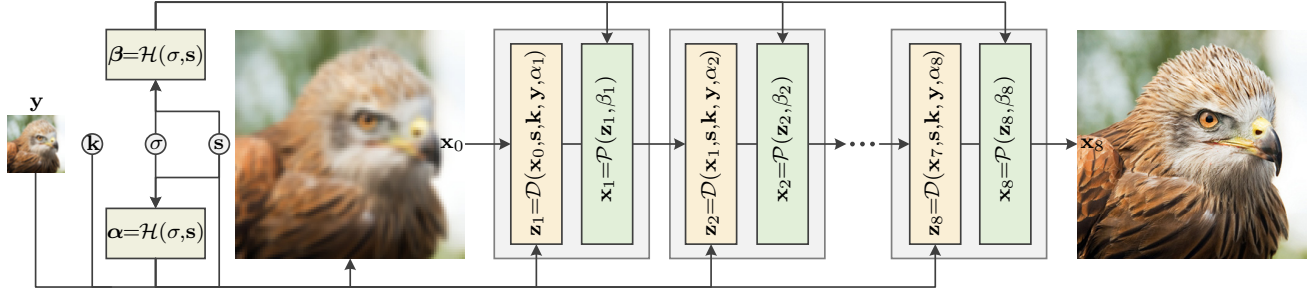 y
k
σ
s
β=H(σ,s)
α=H(σ,s)
x₀
z₁=D(x₀,s,k,y,α₁)
x₁=P(z₁,β₁)
z₂=D(x₁,s,k,y,α₂)
x₂=P(z₂,β₂)
•••
z₈=D(x₇,s,k,y,α₈)
x₈=P(z₈,β₈)
x₈